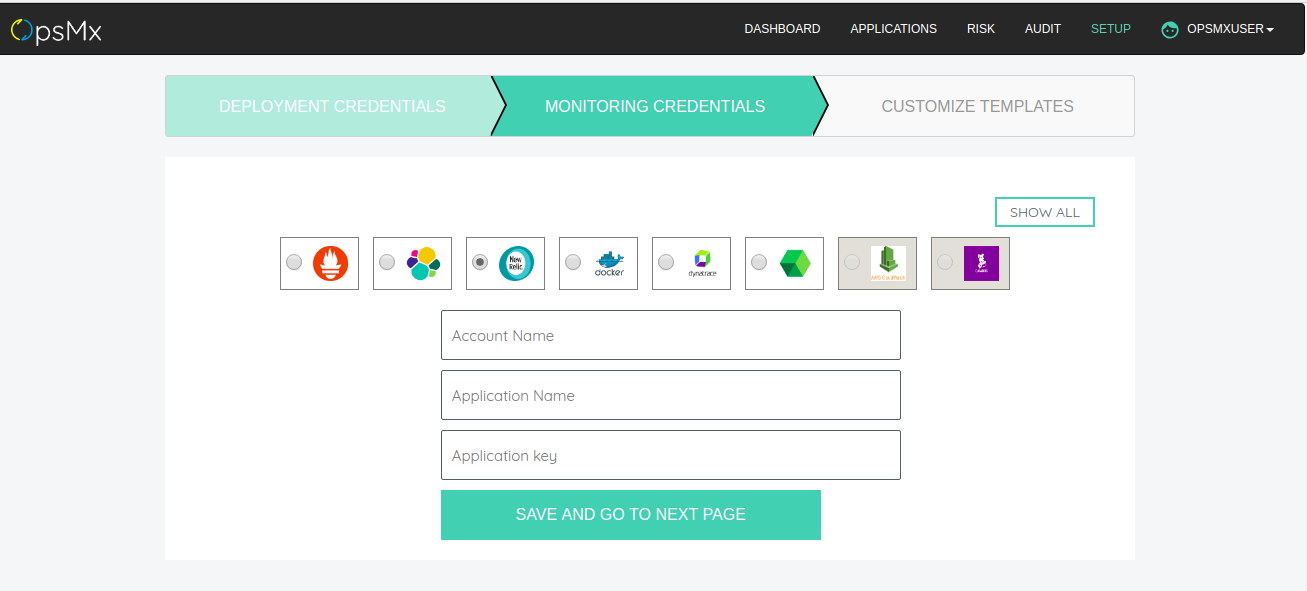 OpsMx
DASHBOARD APPLICATIONS RISK AUDIT SETUP OPSMXUSER
DEPLOYMENT CREDENTIALS MONITORING CREDENTIALS CUSTOMIZE TEMPLATES
SHOW ALL
New
Relic
docker
dynatrace
Account Name
Application Name
Application key
SAVE AND GO TO NEXT PAGE